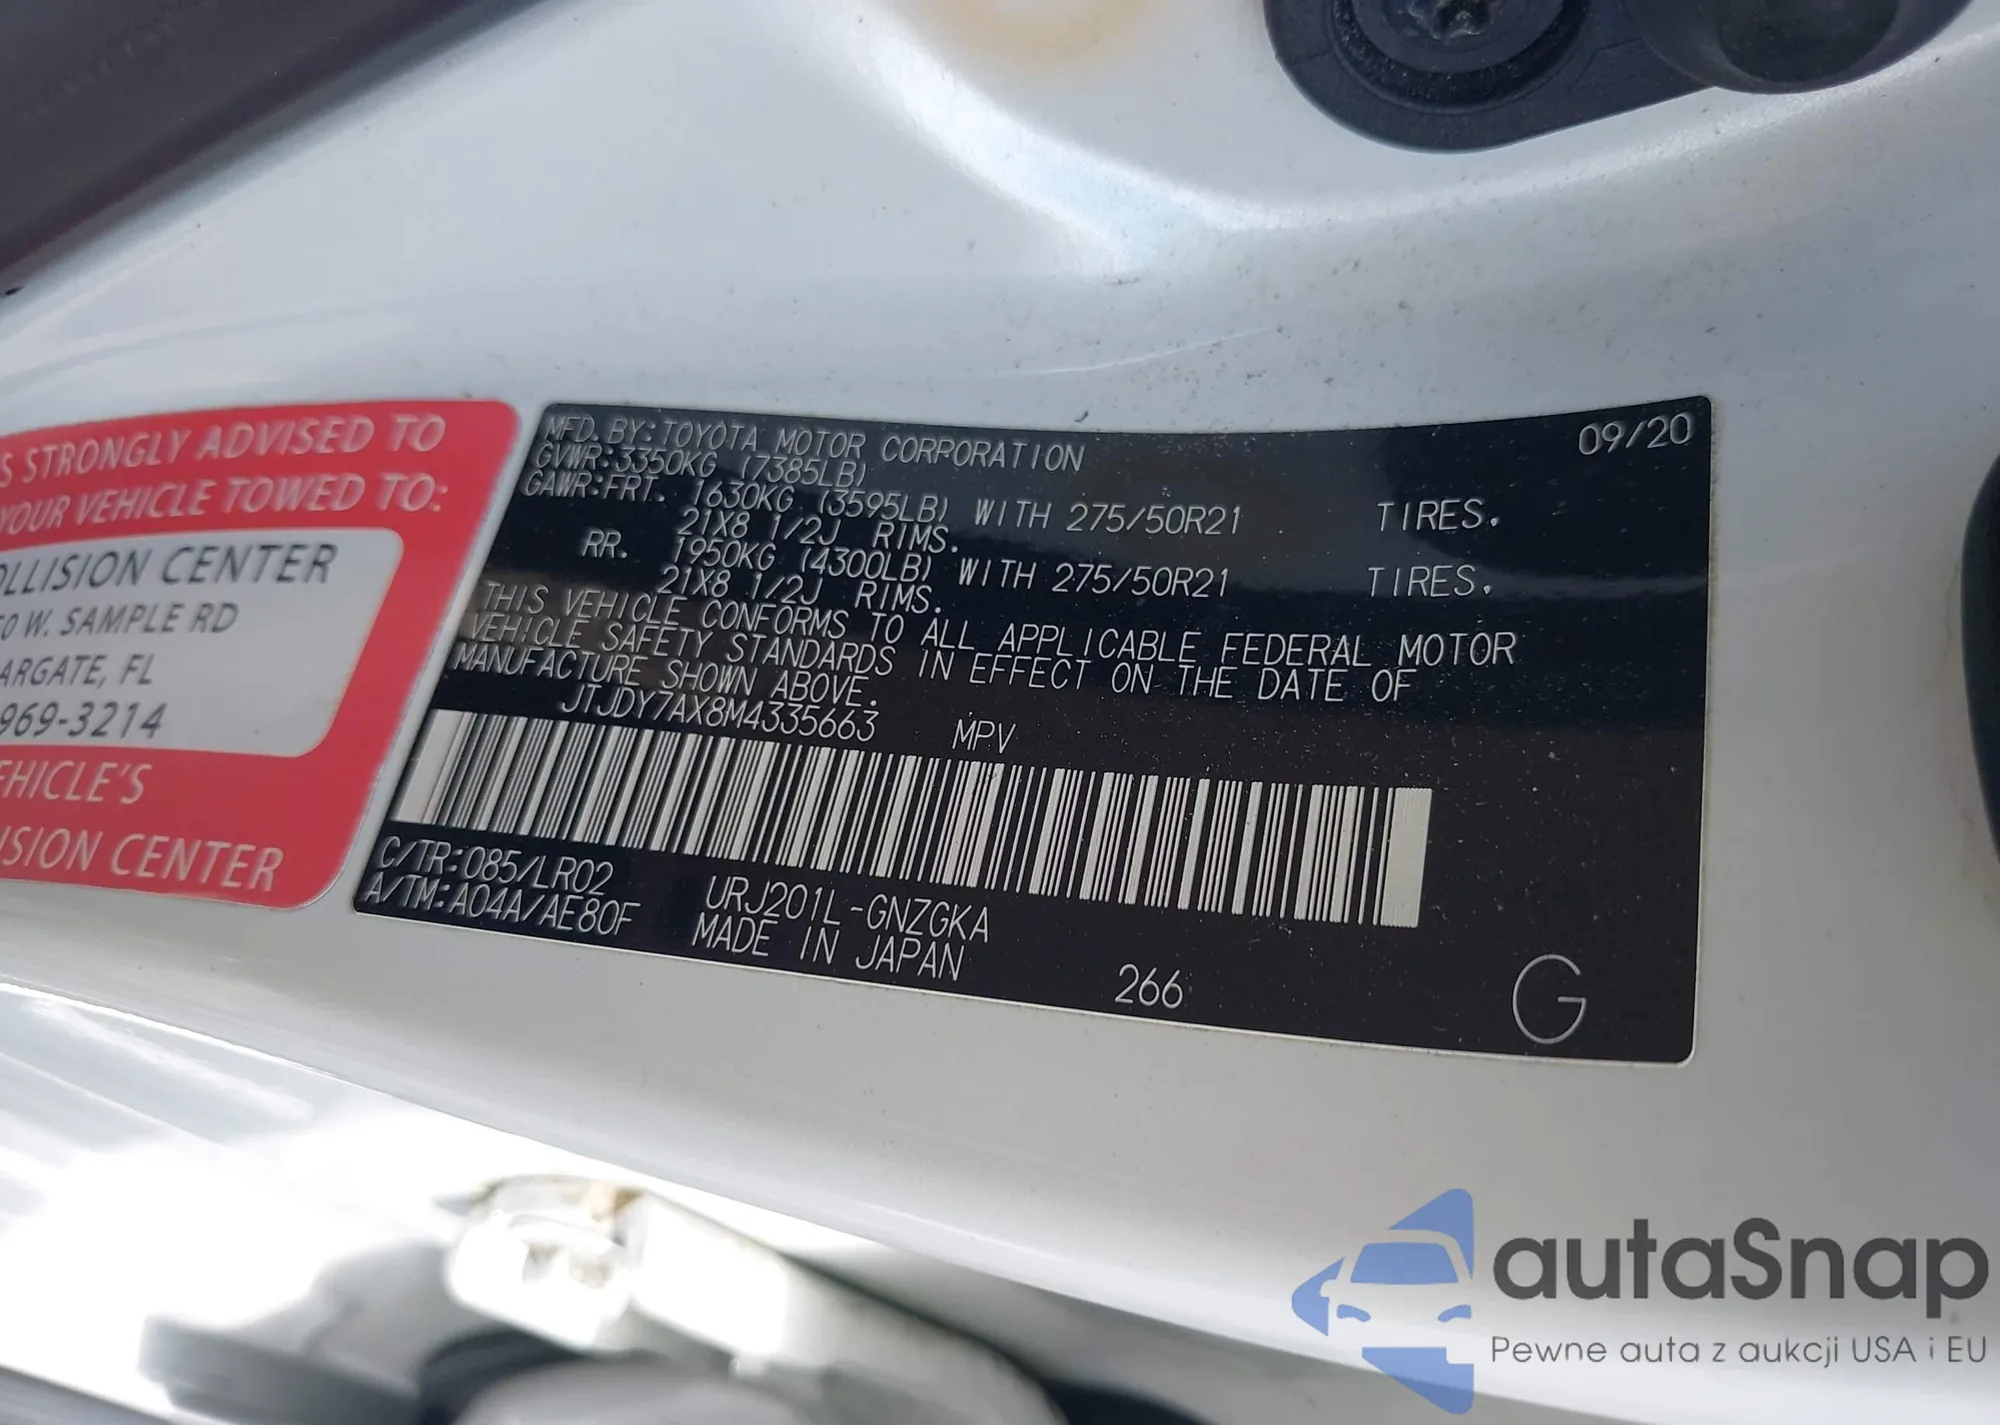 S STRONGLY ADVISED TO
YOUR VEHICLE TOWED TO:
OLLISION CENTER
0 W. SAMPLE RD
ARGATE, FL
969-3214
EHICLE'S
ISION CENTER
MFD. BY: TOYOTA MOTOR CORPORATION 09/20
GVWR: 3350KG (7385LB)
GAWR: FRT. 1630KG (3595LB) WITH 275/50R21 TIRES.
21X8 1/2J RIMS.
RR. 1950KG (4300LB) WITH 275/50R21 TIRES.
21X8 1/2J RIMS.
THIS VEHICLE CONFORMS TO ALL APPLICABLE FEDERAL MOTOR
VEHICLE SAFETY STANDARDS IN EFFECT ON THE DATE OF
MANUFACTURE SHOWN ABOVE.
JTJDY7AX8M4335663 MPV
C/TR: 085/LR02 URJ201L-GNZGKA
A/TM: A04A/AE80F MADE IN JAPAN 266 G
autaSnap
Pewne auta z aukcji USA i EU